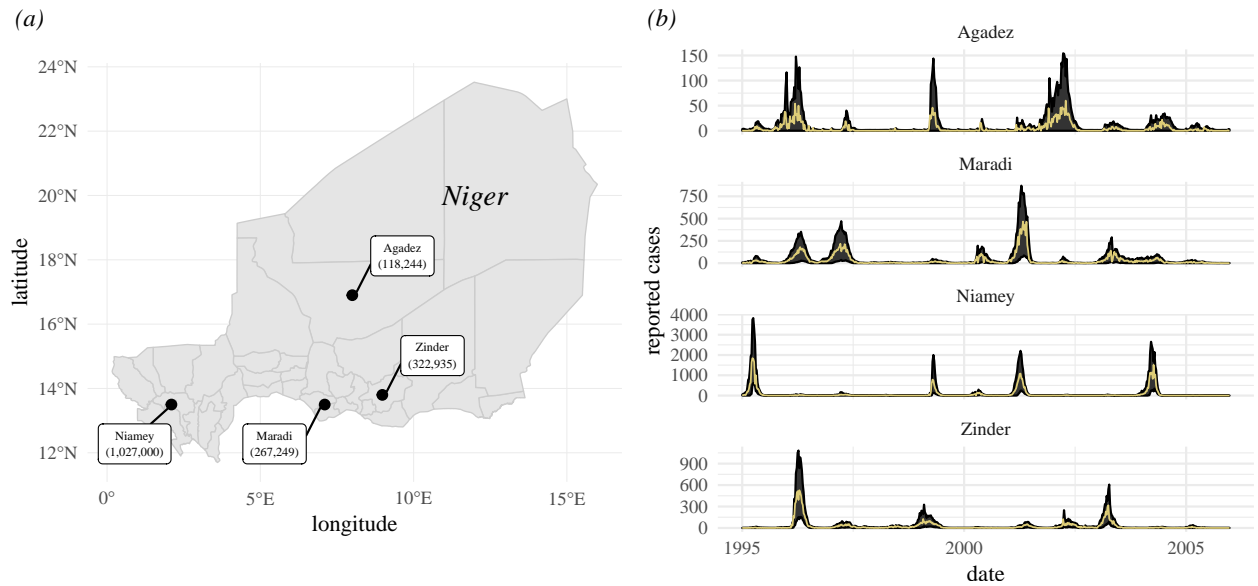 (a)
24°N
22°N
20°N
18°N
16°N
14°N
12°N
latitude
Niger
Agadez
(118,244)
Zinder
(322,935)
Niamey
(1,027,000)
Maradi
(267,249)
0°
5°E
10°E
15°E
longitude
(b)
reported cases
Agadez
150
100
50
0
Maradi
750
500
250
0
Niamey
4000
3000
2000
1000
0
Zinder
900
600
300
0
1995
2000
2005
date